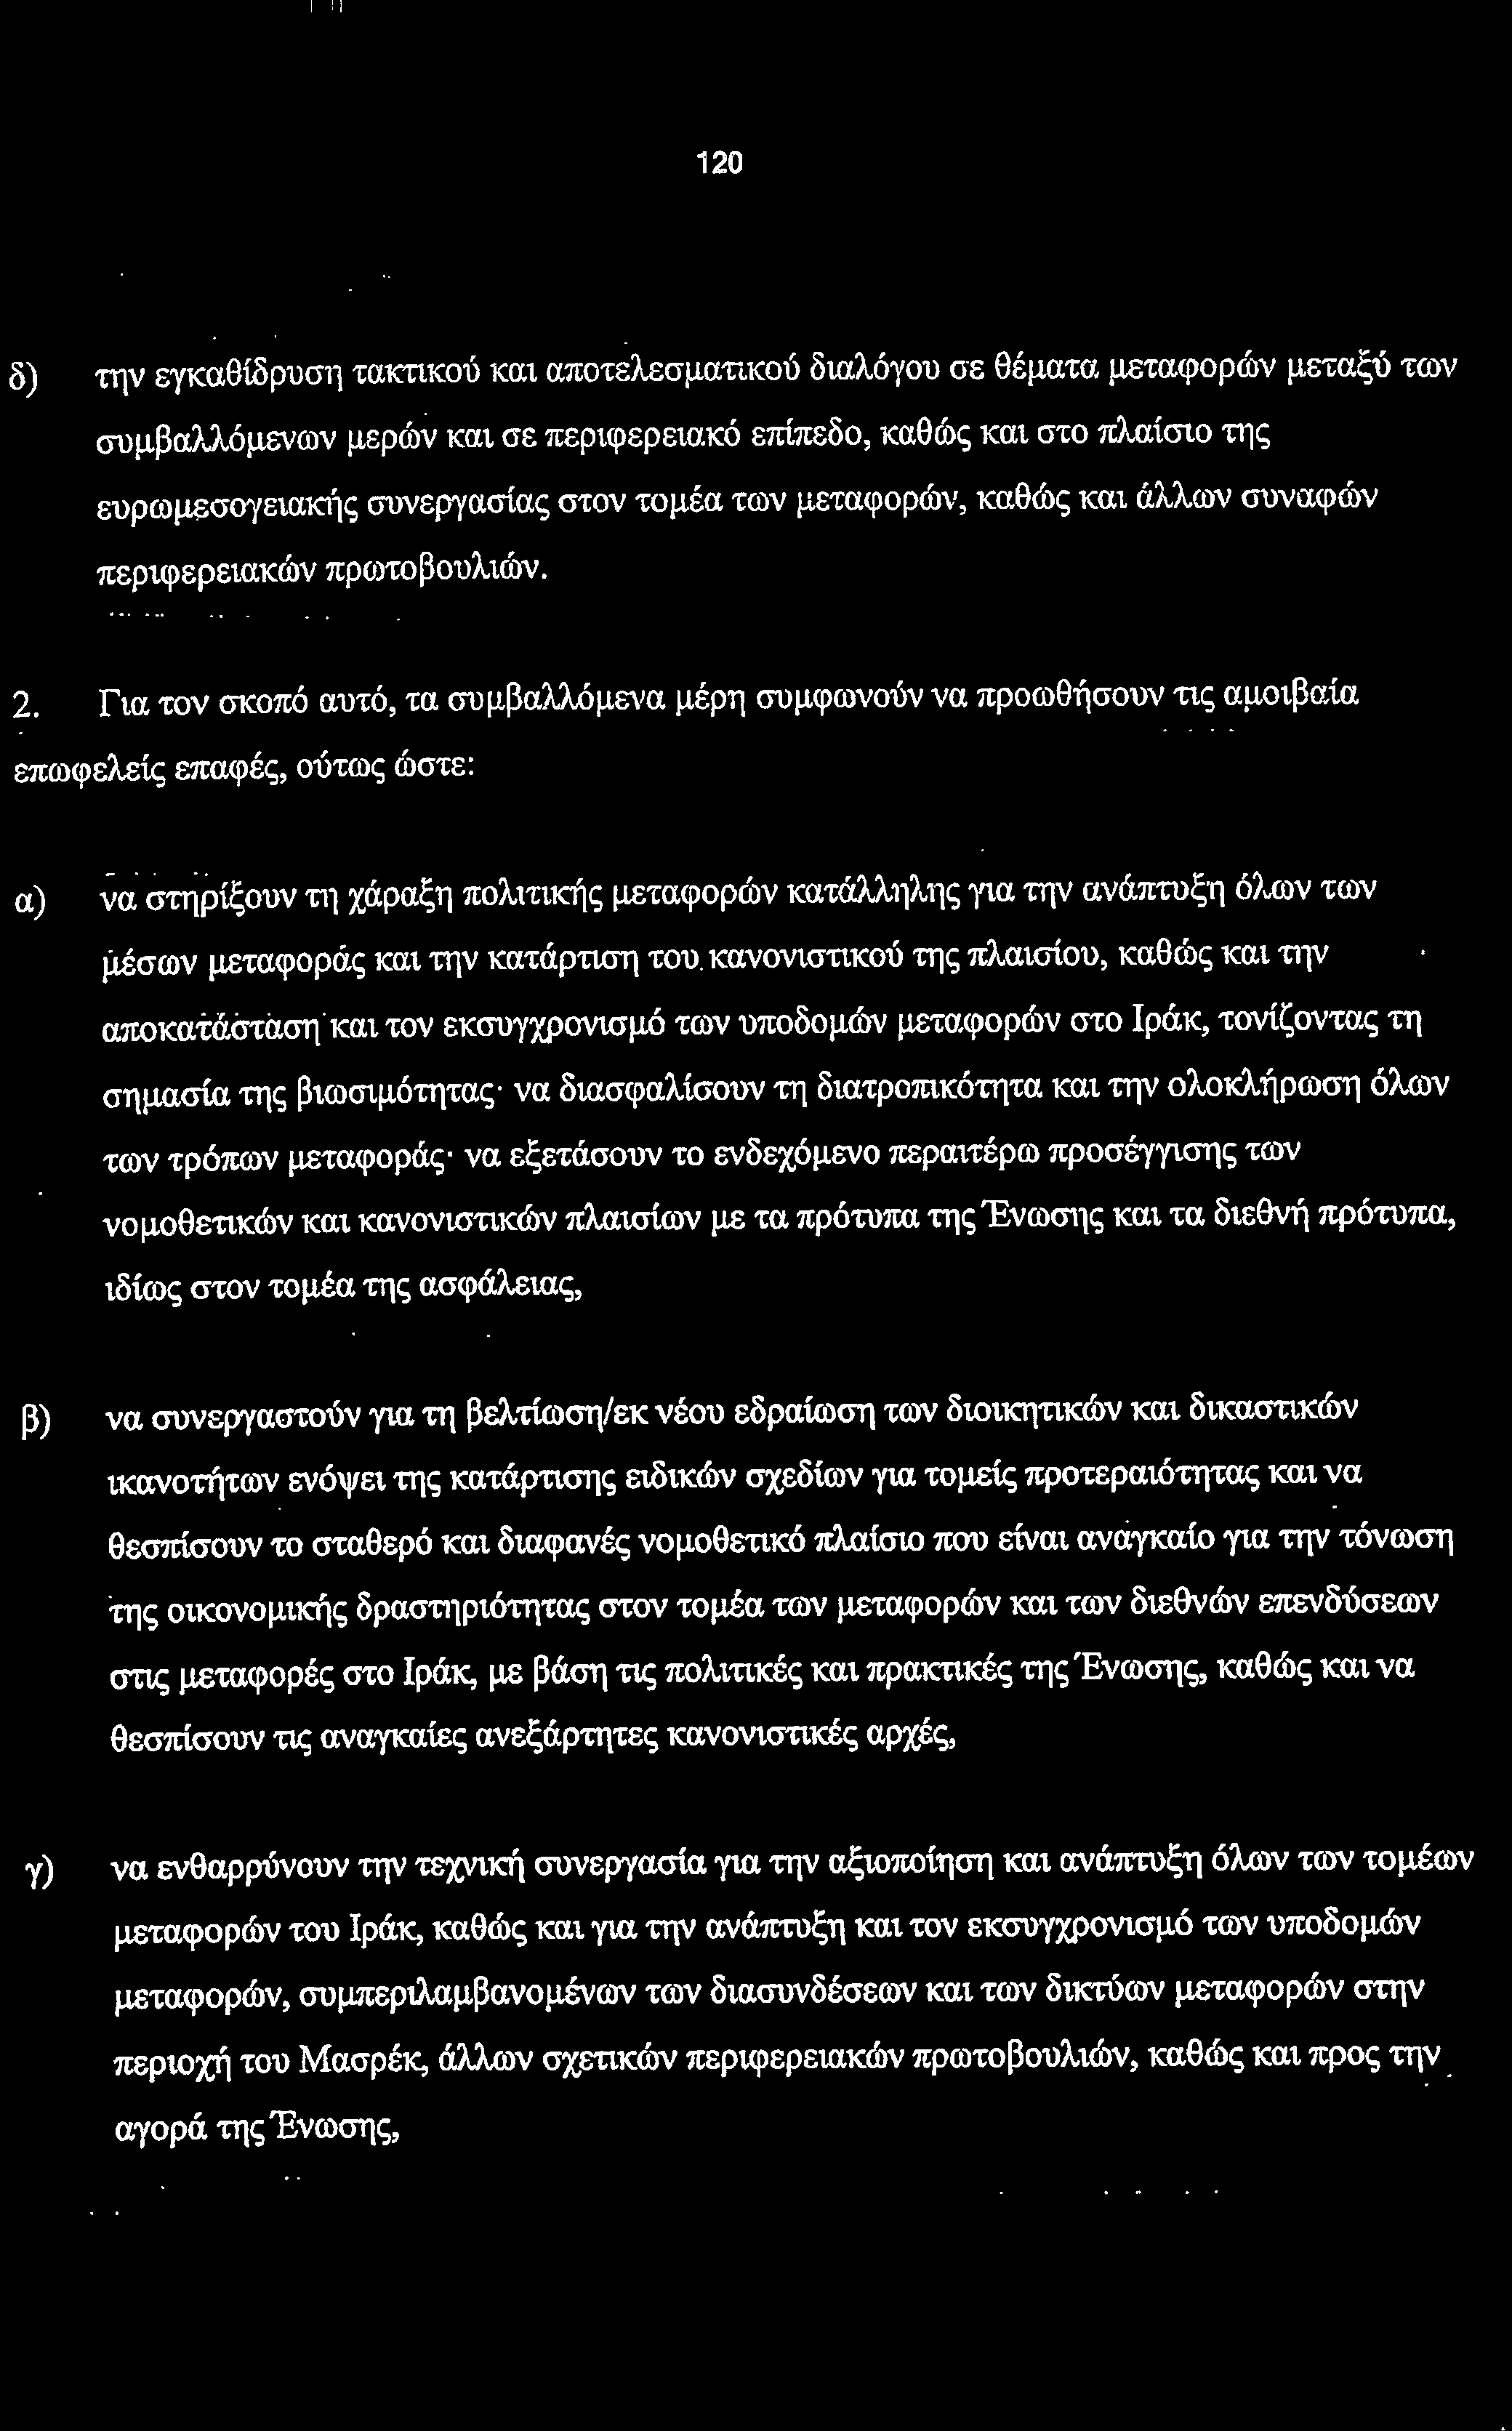 120
δ) την εγκαθίδρυση τακτικού και αποτελεσματικού διαλόγου σε θέματα μεταφορών μεταξύ των
συμβαλλόμενων μερών και σε περιφερειακό επίπεδο, καθώς και στο πλαίσιο της
ευρωμεσογειακής συνεργασίας στον τομέα των μεταφορών, καθώς και άλλων συναφών
περιφερειακών πρωτοβουλιών.
2. Για τον σκοπό αυτό, τα συμβαλλόμενα μέρη συμφωνούν να προωθήσουν τις αμοιβαία
επωφελείς επαφές, ούτως ώστε:
α) να στηρίξουν τη χάραξη πολιτικής μεταφορών κατάλληλης για την ανάπτυξη όλων των
μέσων μεταφοράς και την κατάρτιση του κανονιστικού της πλαισίου, καθώς και την
αποκατάσταση και τον εκσυγχρονισμό των υποδομών μεταφορών στο Ιράκ, τονίζοντας τη
σημασία της βιωσιμότητας· να διασφαλίσουν τη διατροπικότητα και την ολοκλήρωση όλων
των τρόπων μεταφοράς· να εξετάσουν το ενδεχόμενο περαιτέρω προσέγγισης των
νομοθετικών και κανονιστικών πλαισίων με τα πρότυπα της Ένωσης και τα διεθνή πρότυπα,
ιδίως στον τομέα της ασφάλειας,
β) να συνεργαστούν για τη βελτίωση/εκ νέου εδραίωση των διοικητικών και δικαστικών
ικανοτήτων ενόψει της κατάρτισης ειδικών σχεδίων για τομείς προτεραιότητας και να
θεσπίσουν το σταθερό και διαφανές νομοθετικό πλαίσιο που είναι αναγκαίο για την τόνωση
της οικονομικής δραστηριότητας στον τομέα των μεταφορών και των διεθνών επενδύσεων
στις μεταφορές στο Ιράκ, με βάση τις πολιτικές και πρακτικές της Ένωσης, καθώς και να
θεσπίσουν τις αναγκαίες ανεξάρτητες κανονιστικές αρχές,
γ) να ενθαρρύνουν την τεχνική συνεργασία για την αξιοποίηση και ανάπτυξη όλων των τομέων
μεταφορών του Ιράκ, καθώς και για την ανάπτυξη και τον εκσυγχρονισμό των υποδομών
μεταφορών, συμπεριλαμβανομένων των διασυνδέσεων και των δικτύων μεταφορών στην
περιοχή του Μασρέκ, άλλων σχετικών περιφερειακών πρωτοβουλιών, καθώς και προς την
αγορά της Ένωσης,